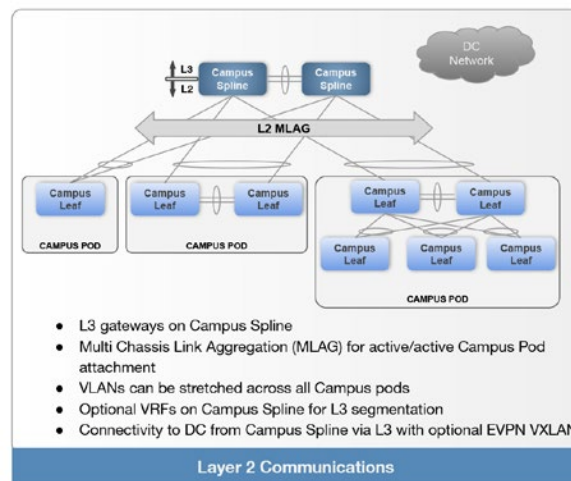 DC
Network
L3
L2
Campus
Spline
Campus
Spline
L2 MLAG
Campus
Leaf
CAMPUS POD
Campus
Leaf
Campus
Leaf
CAMPUS POD
Campus
Leaf
Campus
Leaf
Campus
Leaf
Campus
Leaf
Campus
Leaf
CAMPUS POD
● L3 gateways on Campus Spline
● Multi Chassis Link Aggregation (MLAG) for active/active Campus Pod
attachment
● VLANs can be stretched across all Campus pods
● Optional VRFs on Campus Spline for L3 segmentation
● Connectivity to DC from Campus Spline via L3 with optional EVPN VXLAN
Layer 2 Communications